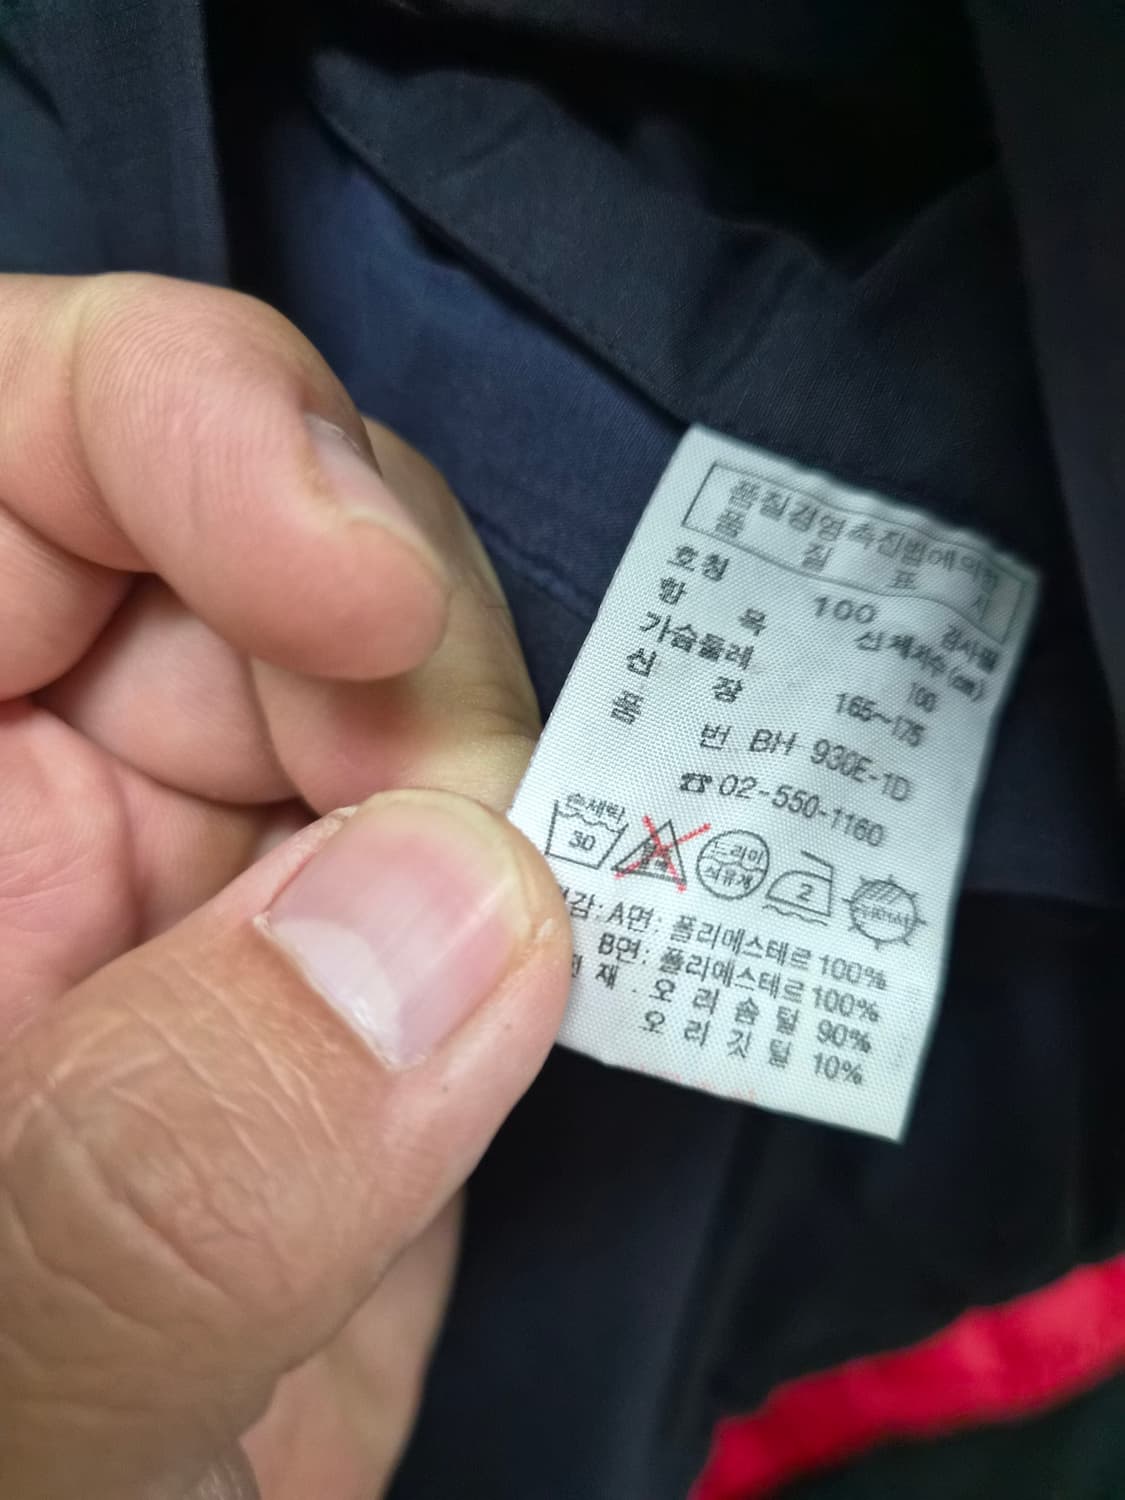 품질경영촉진법에의한
품 질 표 시
호칭 100
항 목 신체치수(㎝)
가슴둘레 100
신 장 165~175
품 번 BH 930E-1D
☎02-550-1160
손세탁
30
드라이
석유계
2
감: A면: 폴리에스테르 100%
B면: 폴리에스테르 100%
재 . 오 리 솜 털 90%
오 리 깃 털 10%